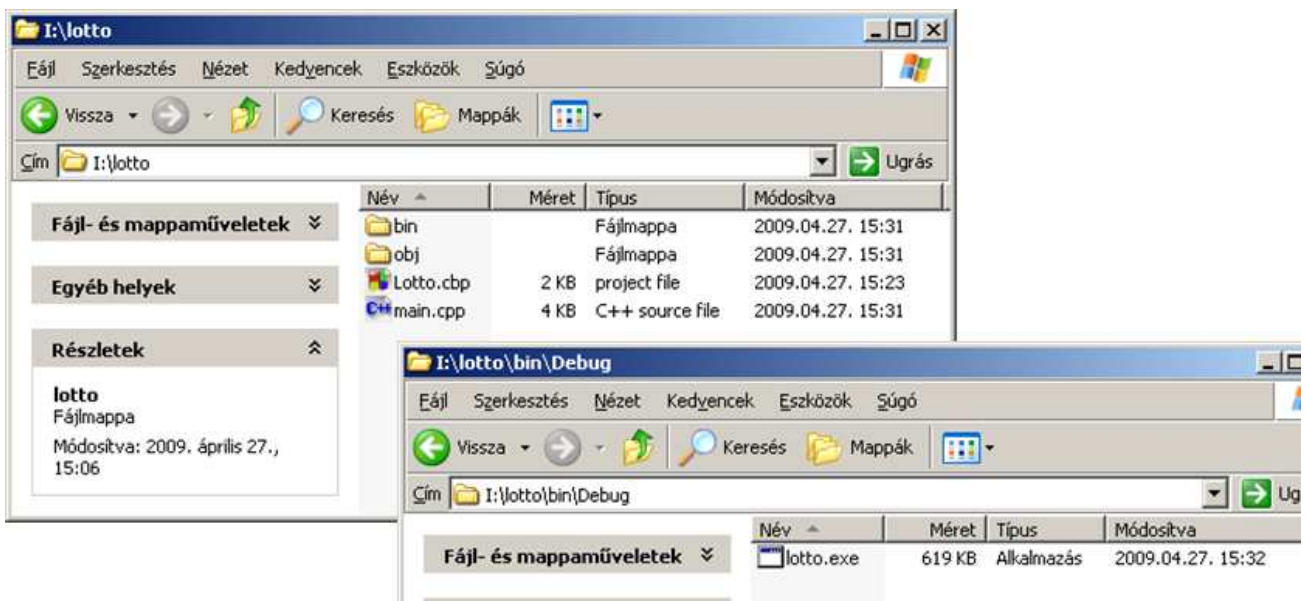 I:\lotto
Fájl Szerkesztés Nézet Kedvencek Eszközök Súgó
Vissza Keresés Mappák
Cím I:\lotto Ugrás
Név Méret Típus Módosítva
Fájl- és mappaműveletek
bin Fájlmappa 2009.04.27. 15:31
obj Fájlmappa 2009.04.27. 15:31
Egyéb helyek
Lotto.cbp 2 KB project file 2009.04.27. 15:23
C++ main.cpp 4 KB C++ source file 2009.04.27. 15:31
Részletek
lotto
Fájlmappa
Módosítva: 2009. április 27.,
15:06
I:\lotto\bin\Debug
Fájl Szerkesztés Nézet Kedvencek Eszközök Súgó
Vissza Keresés Mappák
Cím I:\lotto\bin\Debug Ug
Név Méret Típus Módosítva
Fájl- és mappaműveletek
lotto.exe 619 KB Alkalmazás 2009.04.27. 15:32